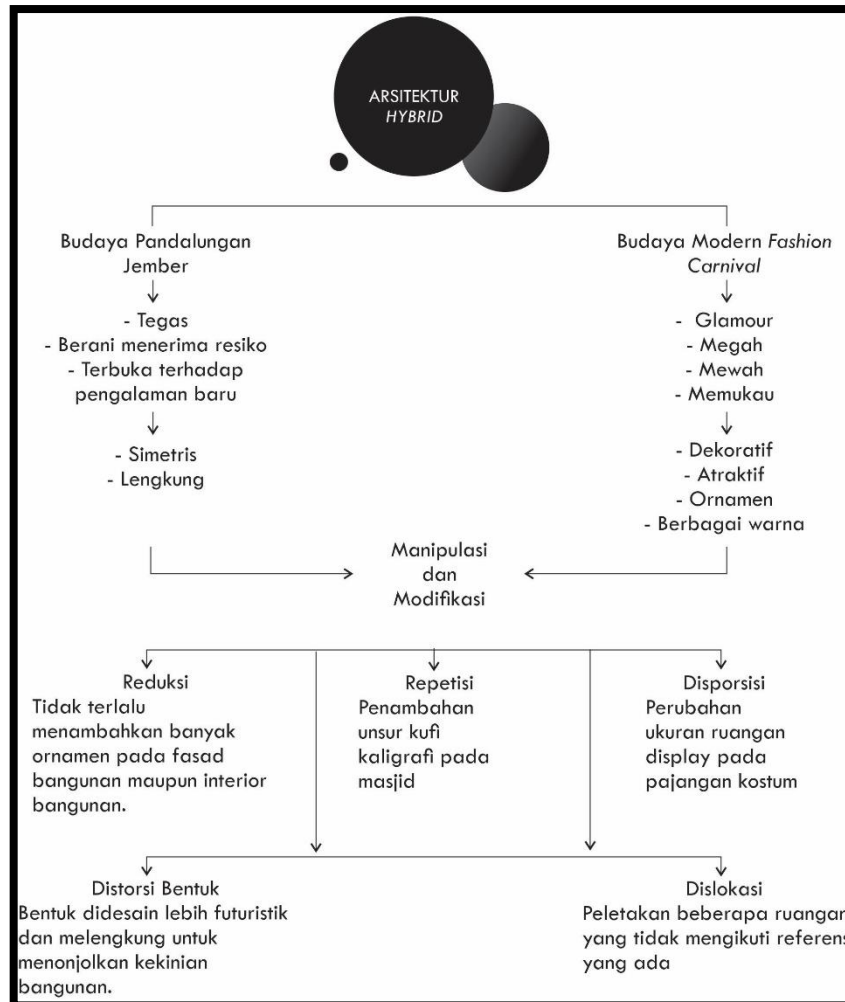 ARSITEKTUR
HYBRID
Budaya Pandalungan
Jember
- Tegas
- Berani menerima resiko
- Terbuka terhadap
pengalaman baru
- Simetris
- Lengkung
Budaya Modern Fashion
Carnival
- Glamour
- Megah
- Mewah
- Memukau
- Dekoratif
- Atraktif
- Ornamen
- Berbagai warna
Manipulasi
dan
Modifikasi
Reduksi
Tidak terlalu
menambahkan banyak
ornamen pada fasad
bangunan maupun interior
bangunan.
Repetisi
Penambahan
unsur kufi
kaligrafi pada
masjid
Disporsisi
Perubahan
ukuran ruangan
display pada
pajangan kostum
Distorsi Bentuk
Bentuk didesain lebih futuristik
dan melengkung untuk
menonjolkan kekinian
bangunan.
Dislokasi
Peletakan beberapa ruangan
yang tidak mengikuti referens
yang ada